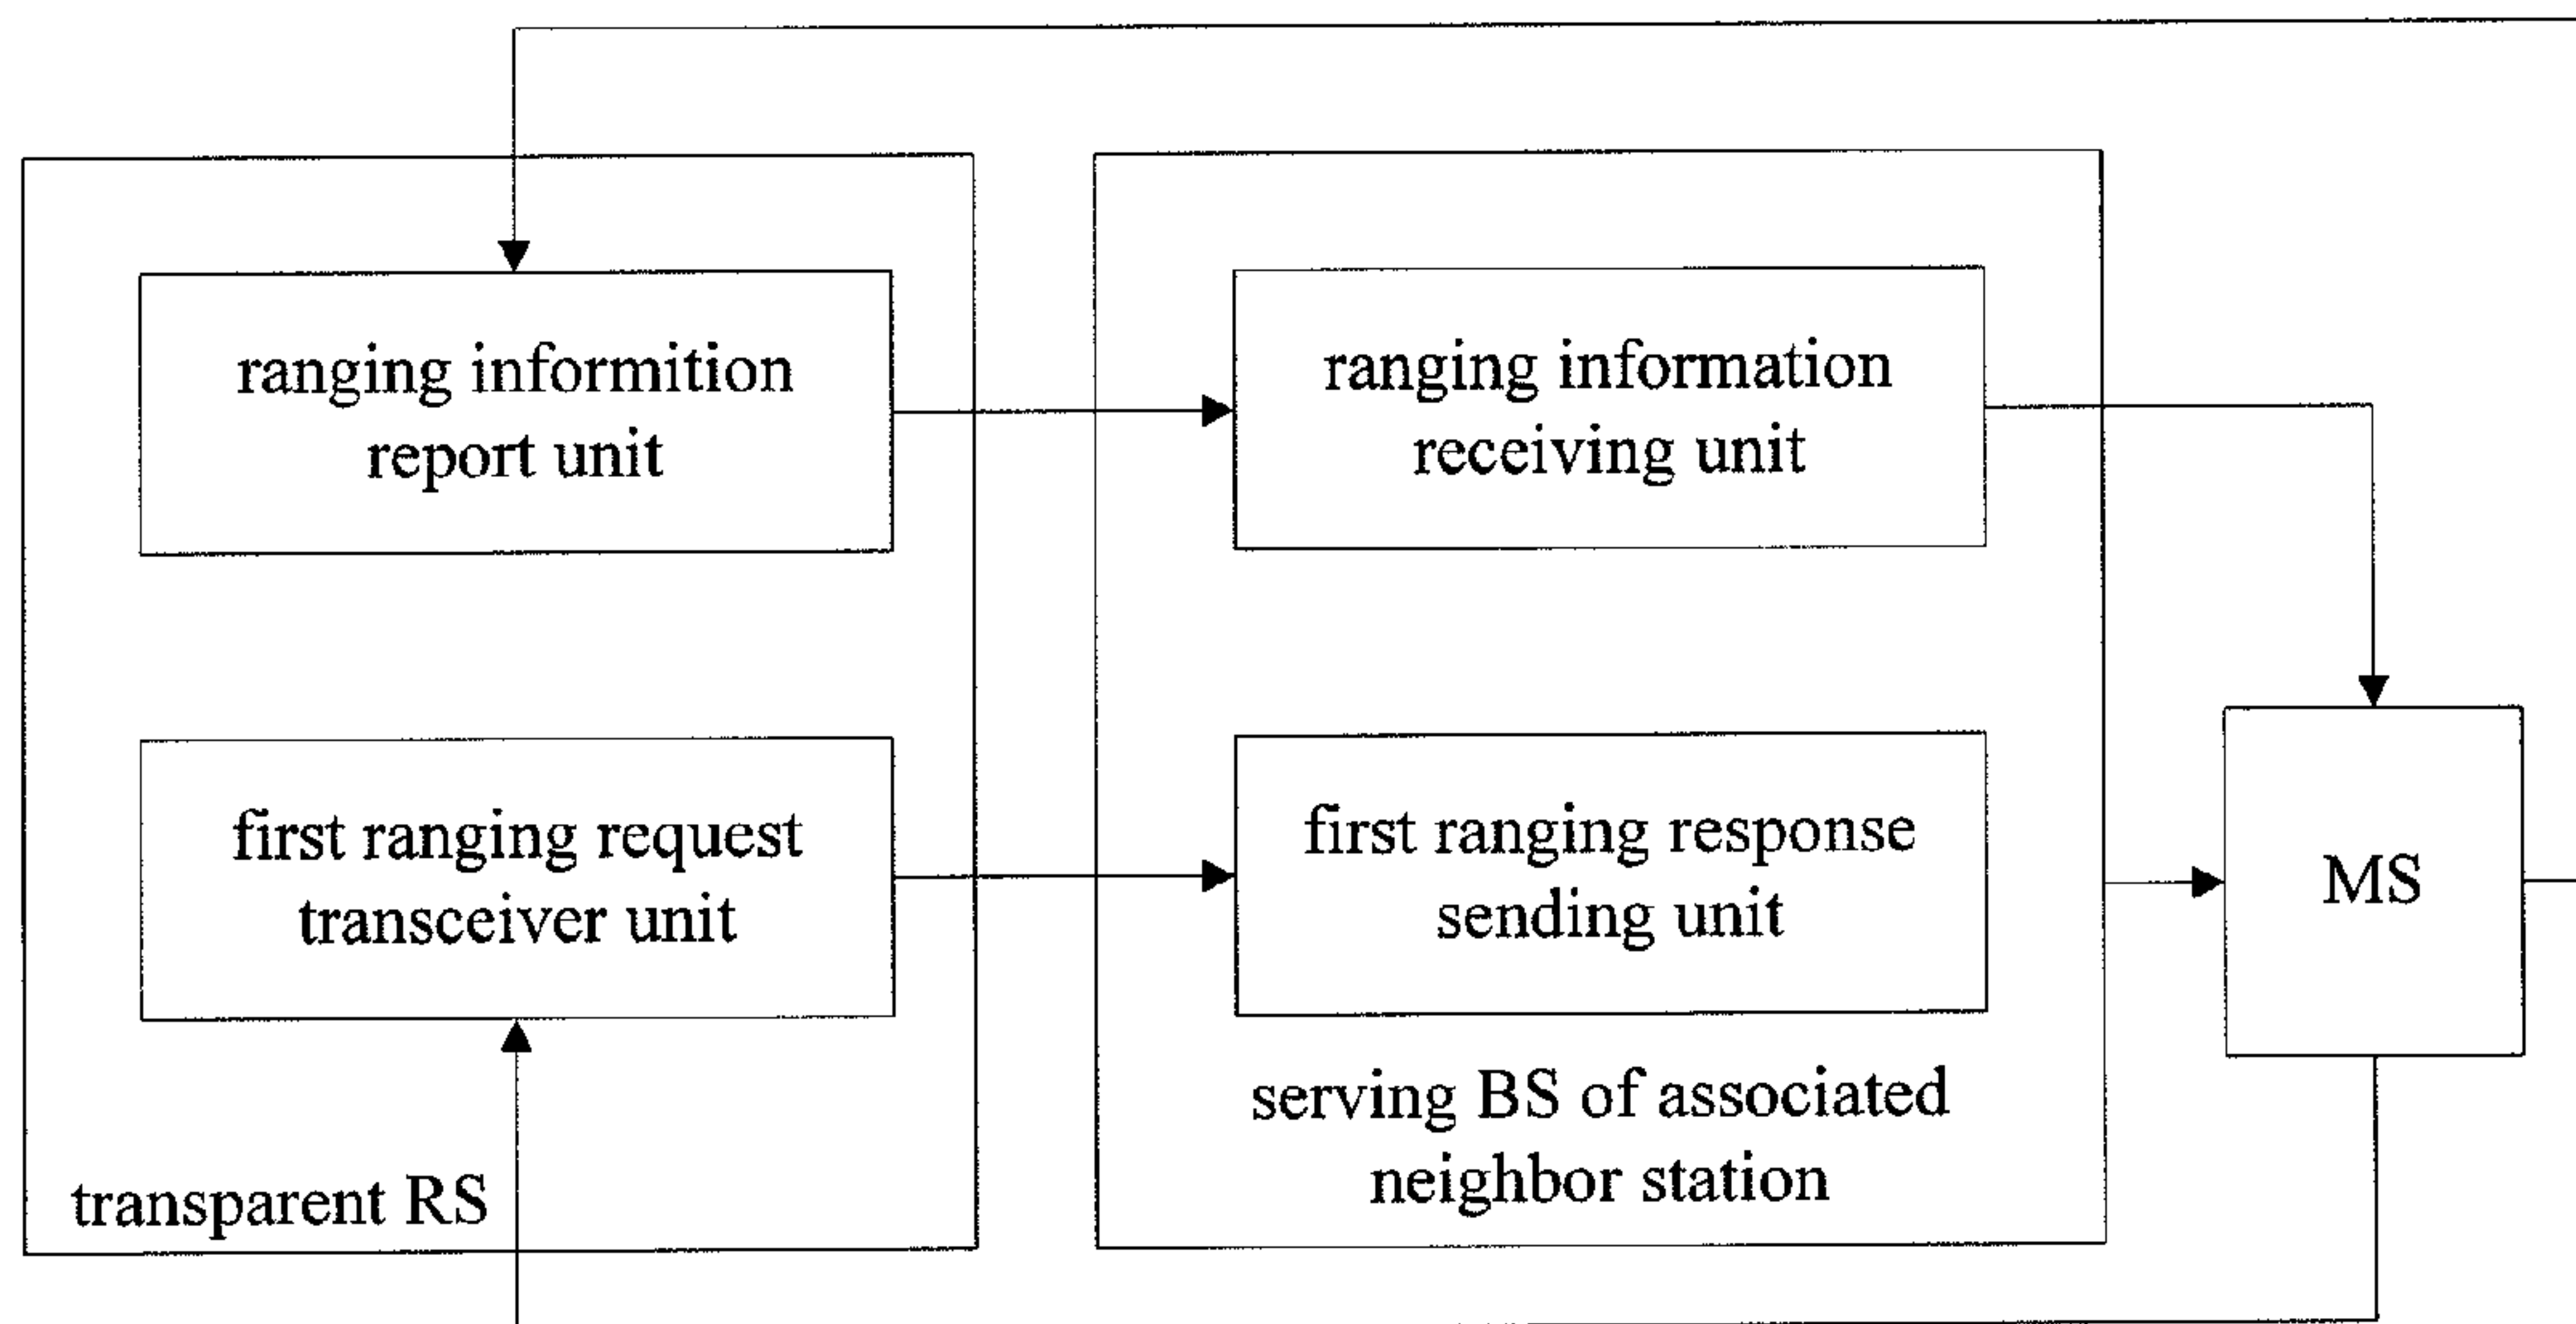 ranging informition
report unit
ranging information
receiving unit
first ranging request
transceiver unit
first ranging response
sending unit
MS
serving BS of associated
neighbor station
transparent RS